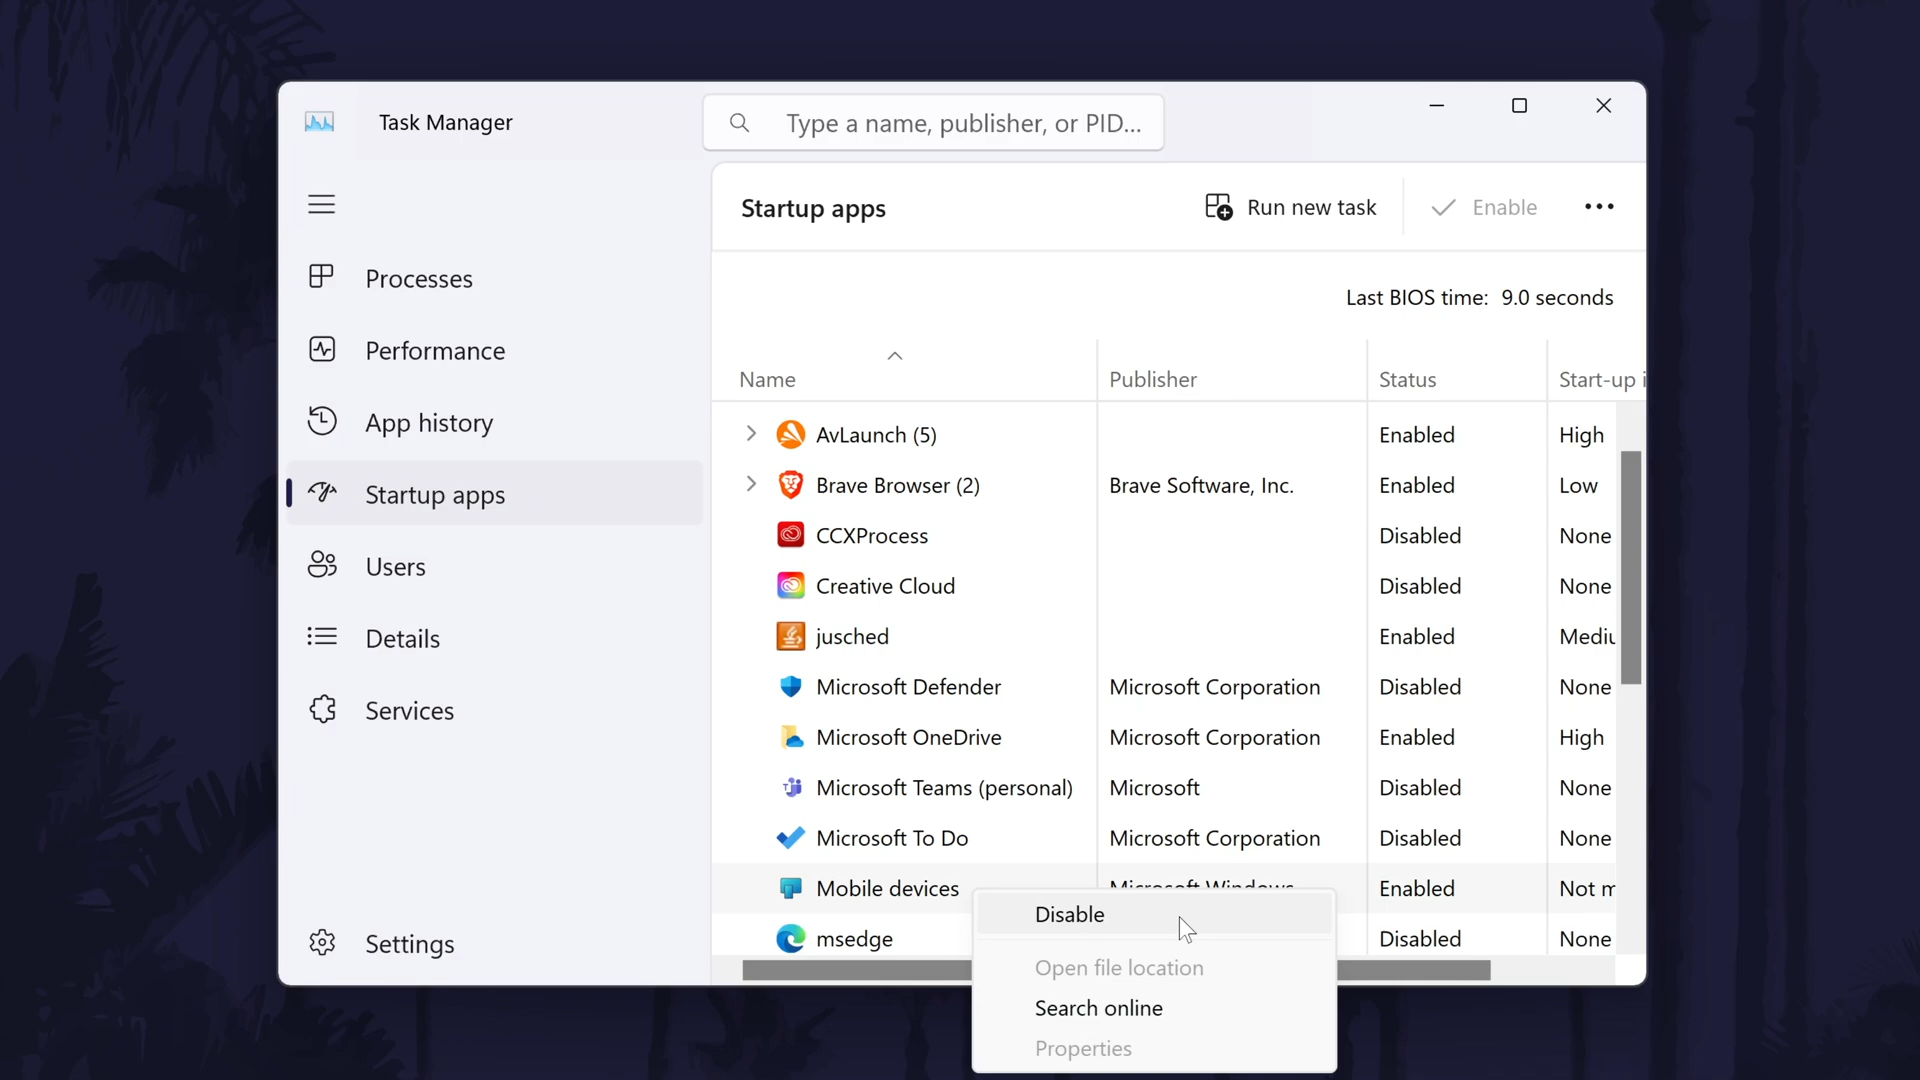 Task Manager
Type a name, publisher, or PID...
Startup apps
Run new task
Enable
Processes
Performance
App history
Startup apps
Users
Details
Services
Settings
Last BIOS time: 9.0 seconds
Name Publisher Status Start-up i
AvLaunch (5) Enabled High
Brave Browser (2) Brave Software, Inc. Enabled Low
CCXProcess Disabled None
Creative Cloud Disabled None
jusched Enabled Mediu
Microsoft Defender Microsoft Corporation Disabled None
Microsoft OneDrive Microsoft Corporation Enabled High
Microsoft Teams (personal) Microsoft Disabled None
Microsoft To Do Microsoft Corporation Disabled None
Mobile devices Microsoft Windows Enabled Not m
msedge Disabled None
Disable
Open file location
Search online
Properties